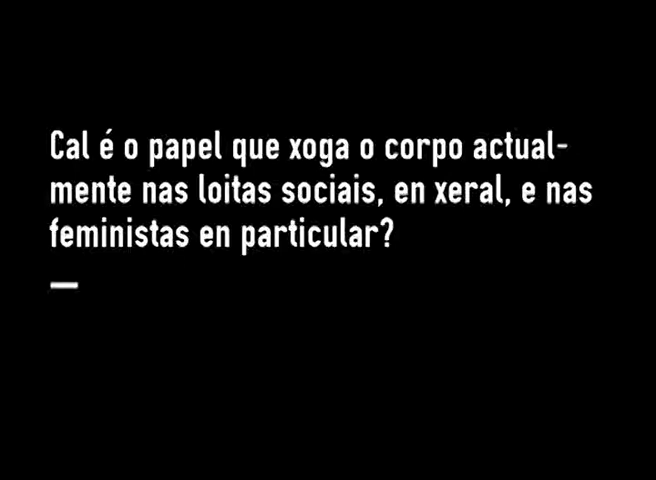 Cal é o papel que xoga o corpo actual-
mente nas loitas sociais, en xeral, e nas
feministas en particular?